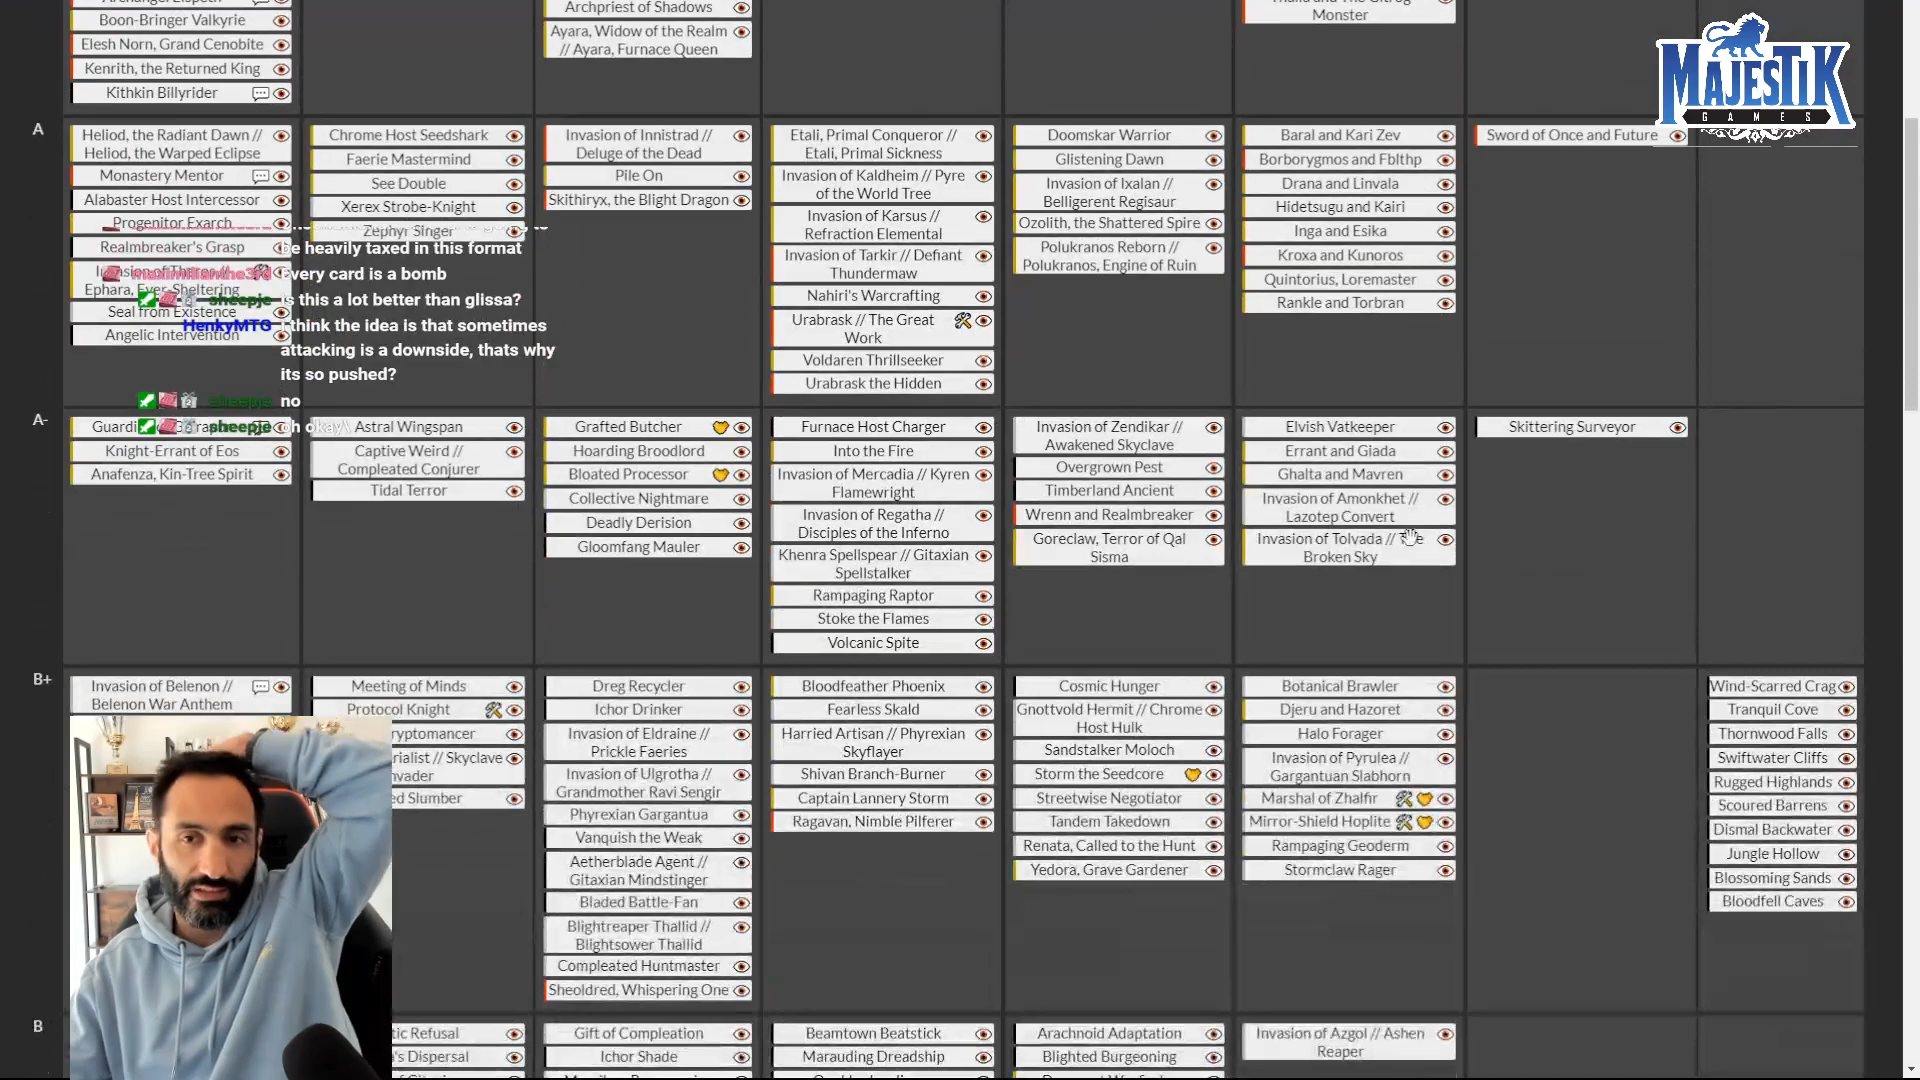 Archangel Elspeth
Boon-Bringer Valkyrie
Elesh Norn, Grand Cenobite
Kenrith, the Returned King
Kithkin Billyrider
Archpriest of Shadows
Ayara, Widow of the Realm
// Ayara, Furnace Queen
Monster
MAJESTIK
GAMES
A
Heliod, the Radiant Dawn //
Heliod, the Warped Eclipse
Monastery Mentor
Alabaster Host Intercessor
Progenitor Exarch
Realmbreaker's Grasp
Ephara, Ever-Sheltering
Seal from Existence
Angelic Intervention
Chrome Host Seedshark
Faerie Mastermind
See Double
Xerex Strobe-Knight
Zephyr Singer
Invasion of Innistrad //
Deluge of the Dead
Pile On
Skithiryx, the Blight Dragon
Etali, Primal Conqueror //
Etali, Primal Sickness
Invasion of Kaldheim // Pyre
of the World Tree
Invasion of Karsus //
Refraction Elemental
Invasion of Tarkir // Defiant
Thundermaw
Nahiri's Warcrafting
Urabrask // The Great
Work
Voldaren Thrillseeker
Urabrask the Hidden
Doomskar Warrior
Glistening Dawn
Invasion of Ixalan //
Belligerent Regisaur
Ozolith, the Shattered Spire
Polukranos Reborn //
Polukranos, Engine of Ruin
Baral and Kari Zev
Borborygmos and Fblthp
Drana and Linvala
Hidetsugu and Kairi
Inga and Esika
Kroxa and Kunoros
Quintorius, Loremaster
Rankle and Torbran
Sword of Once and Future
be heavily taxed in this format
Every card is a bomb
sheepje is this a lot better than glissa?
HenkyMTG I think the idea is that sometimes
attacking is a downside, thats why
its so pushed?
sheepje no
sheepje oh okay\
A-
Knight-Errant of Eos
Anafenza, Kin-Tree Spirit
Astral Wingspan
Captive Weird //
Compleated Conjurer
Tidal Terror
Grafted Butcher
Hoarding Broodlord
Bloated Processor
Collective Nightmare
Deadly Derision
Gloomfang Mauler
Furnace Host Charger
Into the Fire
Invasion of Mercadia // Kyren
Flamewright
Invasion of Regatha //
Disciples of the Inferno
Khenra Spellspear // Gitaxian
Spellstalker
Rampaging Raptor
Stoke the Flames
Volcanic Spite
Invasion of Zendikar //
Awakened Skyclave
Overgrown Pest
Timberland Ancient
Wrenn and Realmbreaker
Goreclaw, Terror of Qal
Sisma
Elvish Vatkeeper
Errant and Giada
Ghalta and Mavren
Invasion of Amonkhet //
Lazotep Convert
Invasion of Tolvada // The
Broken Sky
Skittering Surveyor
B+
Invasion of Belenon //
Belenon War Anthem
Meeting of Minds
Protocol Knight
ryptomancer
rialist // Skyclave
nvader
ed Slumber
Dreg Recycler
Ichor Drinker
Invasion of Eldraine //
Prickle Faeries
Invasion of Ulgrotha //
Grandmother Ravi Sengir
Phyrexian Gargantua
Vanquish the Weak
Aetherblade Agent //
Gitaxian Mindstinger
Bladed Battle-Fan
Blightreaper Thallid //
Blightsower Thallid
Compleated Huntmaster
Sheoldred, Whispering One
Bloodfeather Phoenix
Fearless Skald
Harried Artisan // Phyrexian
Skyflayer
Shivan Branch-Burner
Captain Lannery Storm
Ragavan, Nimble Pilferer
Cosmic Hunger
Gnottvold Hermit // Chrome
Host Hulk
Sandstalker Moloch
Storm the Seedcore
Streetwise Negotiator
Tandem Takedown
Renata, Called to the Hunt
Yedora, Grave Gardener
Botanical Brawler
Djeru and Hazoret
Halo Forager
Invasion of Pyrulea //
Gargantuan Slabhorn
Marshal of Zhalfir
Mirror-Shield Hoplite
Rampaging Geoderm
Stormclaw Rager
Wind-Scarred Crag
Tranquil Cove
Thornwood Falls
Swiftwater Cliffs
Rugged Highlands
Scoured Barrens
Dismal Backwater
Jungle Hollow
Blossoming Sands
Bloodfell Caves
B
tic Refusal
's Dispersal
Gift of Compleation
Ichor Shade
Beamtown Beatstick
Marauding Dreadship
Arachnoid Adaptation
Blighted Burgeoning
Invasion of Azgol // Ashen
Reaper